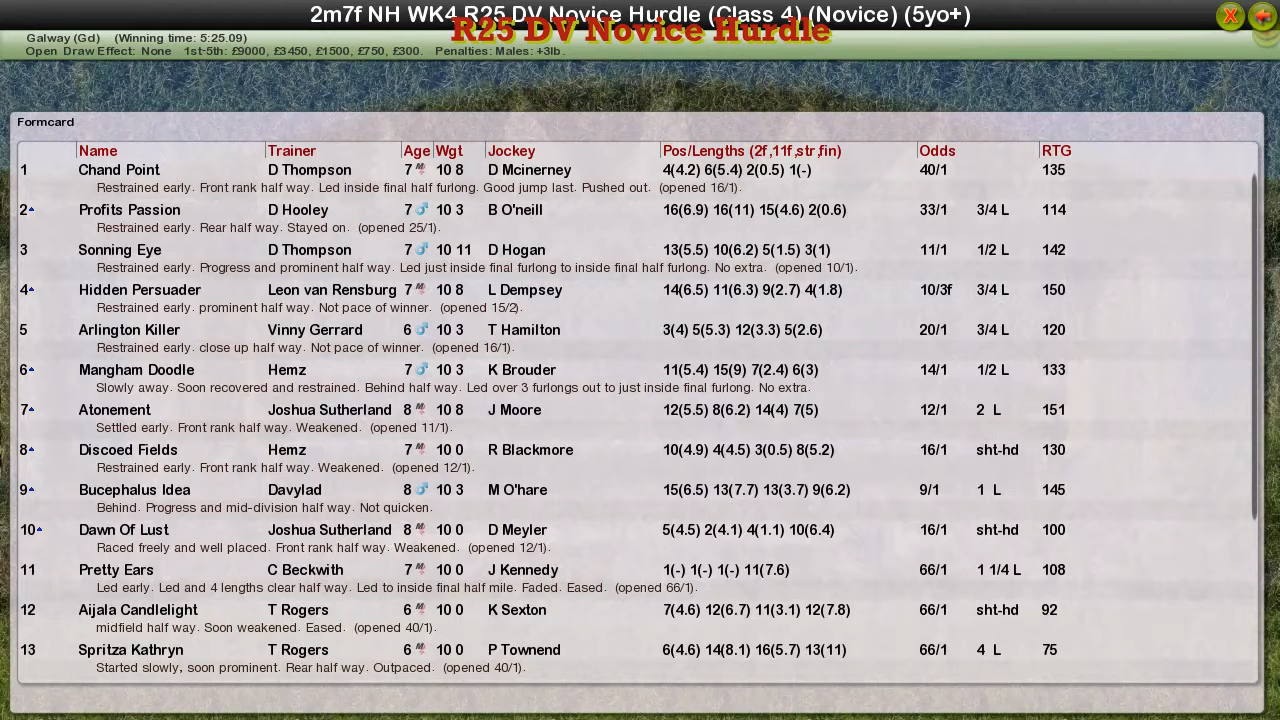 2m7f NH WK4 R25 DV Novice Hurdle (Class 4) (Novice) (5yo+)
R25 DV Novice Hurdle
Galway (Gd) (Winning time: 5:25.09)
Open Draw Effect: None 1st-5th: £9000, £3450, £1500, £750, £300. Penalties: Males: +3lb.
Formcard
Name Trainer Age Wgt Jockey Pos/Lengths (2f,11f,str,fin) Odds RTG
1 Chand Point D Thompson 7 10 8 D Mcinerney 4(4.2) 6(5.4) 2(0.5) 1(-) 40/1 135
Restrained early. Front rank half way. Led inside final half furlong. Good jump last. Pushed out. (opened 16/1).
2 Profits Passion D Hooley 7 10 3 B O'neill 16(6.9) 16(11) 15(4.6) 2(0.6) 33/1 3/4 L 114
Restrained early. Rear half way. Stayed on. (opened 25/1).
3 Sonning Eye D Thompson 7 10 11 D Hogan 13(5.5) 10(6.2) 5(1.5) 3(1) 11/1 1/2 L 142
Restrained early. Progress and prominent half way. Led just inside final furlong to inside final half furlong. No extra. (opened 10/1).
4 Hidden Persuader Leon van Rensburg 7 10 8 L Dempsey 14(6.5) 11(6.3) 9(2.7) 4(1.8) 10/3f 3/4 L 150
Restrained early. prominent half way. Not pace of winner. (opened 15/2).
5 Arlington Killer Vinny Gerrard 6 10 3 T Hamilton 3(4) 5(5.3) 12(3.3) 5(2.6) 20/1 3/4 L 120
Restrained early. close up half way. Not pace of winner. (opened 16/1).
6 Mangham Doodle Hemz 7 10 3 K Brouder 11(5.4) 15(9) 7(2.4) 6(3) 14/1 1/2 L 133
Slowly away. Soon recovered and restrained. Behind half way. Led over 3 furlongs out to just inside final furlong. No extra.
7 Atonement Joshua Sutherland 8 10 8 J Moore 12(5.5) 8(6.2) 14(4) 7(5) 12/1 2 L 151
Settled early. Front rank half way. Weakened. (opened 11/1).
8 Discoed Fields Hemz 7 10 0 R Blackmore 10(4.9) 4(4.5) 3(0.5) 8(5.2) 16/1 sht-hd 130
Restrained early. Front rank half way. Weakened. (opened 12/1).
9 Bucephalus Idea Davylad 8 10 3 M O'hare 15(6.5) 13(7.7) 13(3.7) 9(6.2) 9/1 1 L 145
Behind. Progress and mid-division half way. Not quicken.
10 Dawn Of Lust Joshua Sutherland 8 10 0 D Meyler 5(4.5) 2(4.1) 4(1.1) 10(6.4) 16/1 sht-hd 100
Raced freely and well placed. Front rank half way. Weakened. (opened 12/1).
11 Pretty Ears C Beckwith 7 10 0 J Kennedy 1(-) 1(-) 1(-) 11(7.6) 66/1 1 1/4 L 108
Led early. Led and 4 lengths clear half way. Led to inside final half mile. Faded. Eased. (opened 66/1).
12 Aijala Candlelight T Rogers 6 10 0 K Sexton 7(4.6) 12(6.7) 11(3.1) 12(7.8) 66/1 sht-hd 92
midfield half way. Soon weakened. Eased. (opened 40/1).
13 Spritza Kathryn T Rogers 6 10 0 P Townend 6(4.6) 14(8.1) 16(5.7) 13(11) 66/1 4 L 75
Started slowly, soon prominent. Rear half way. Outpaced. (opened 40/1).